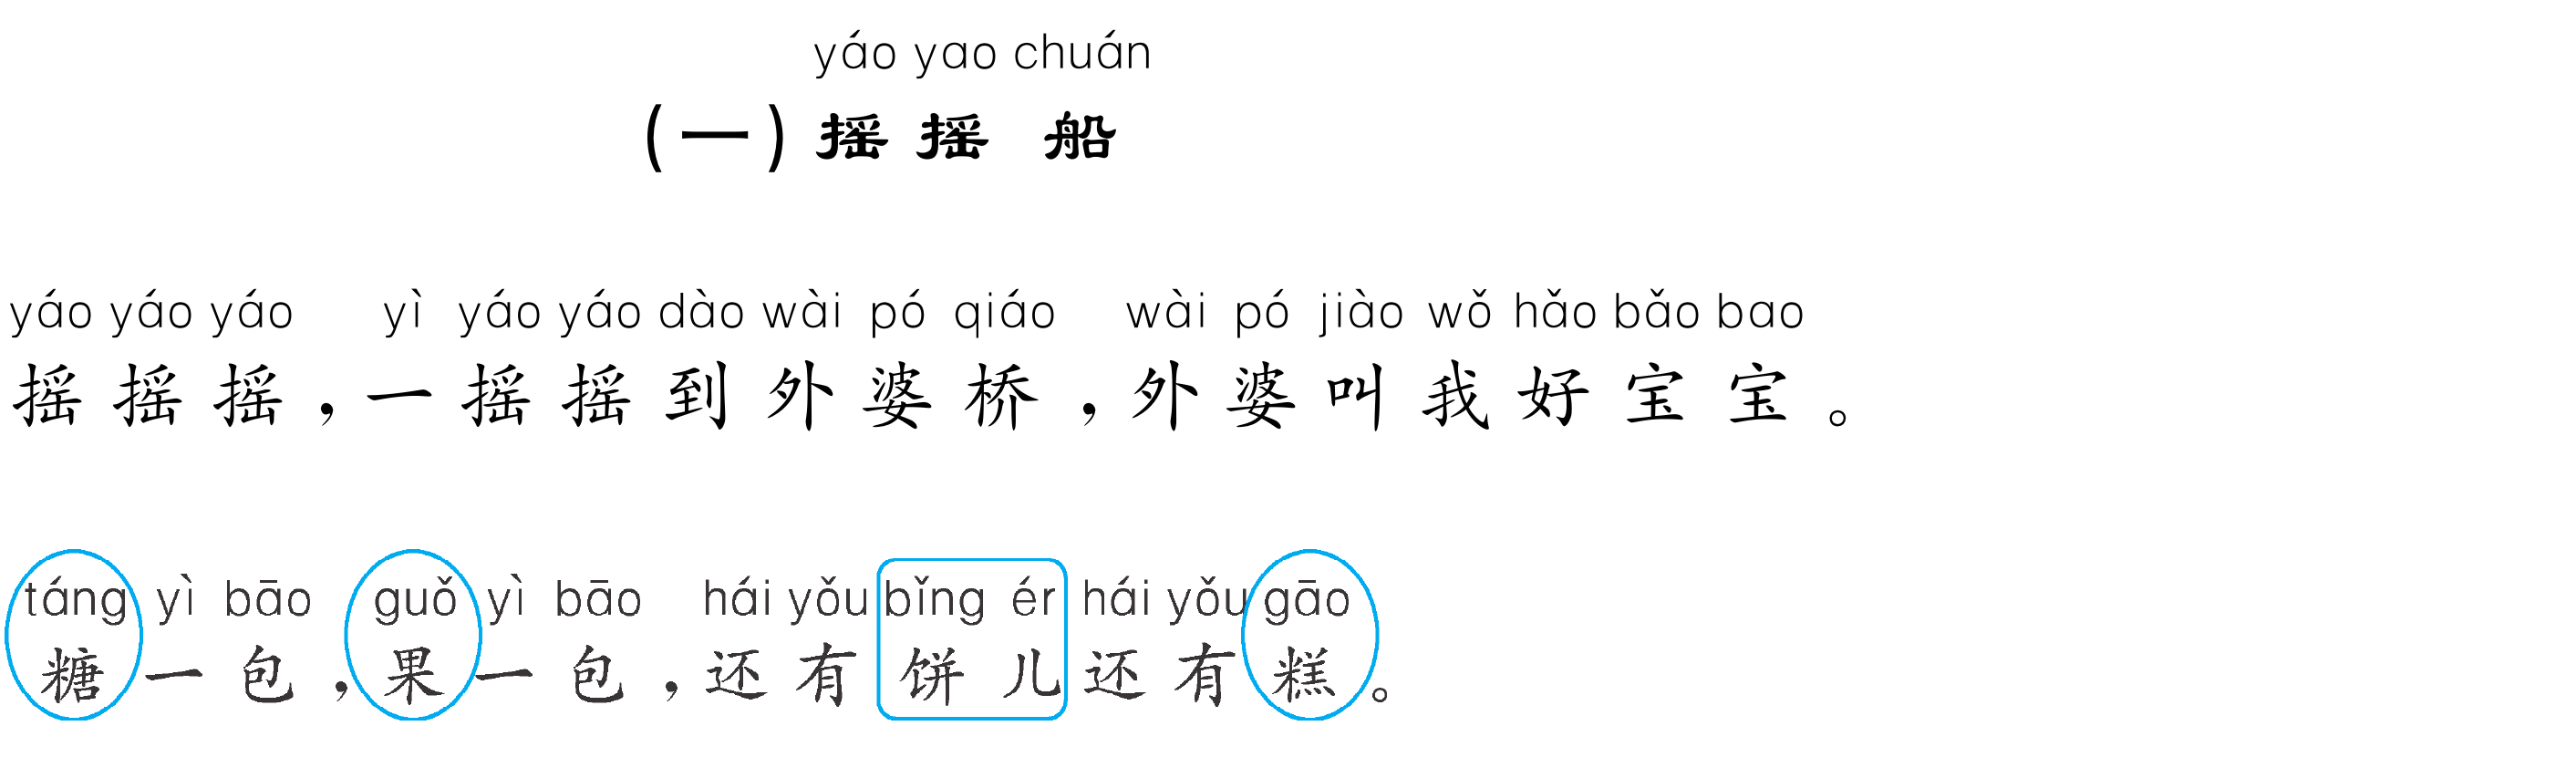 yáo yao chuán
(一)摇摇船
yáo yáo yáo yì yáo yáo dào wài pó qiáo wài pó jiào wǒ hǎo bǎo bao
摇摇摇，一摇摇到外婆桥，外婆叫我好宝宝。
táng yì bāo guǒ yì bāo hái yǒu bǐng ér hái yǒu gāo
糖一包，果一包，还有饼儿还有糕。